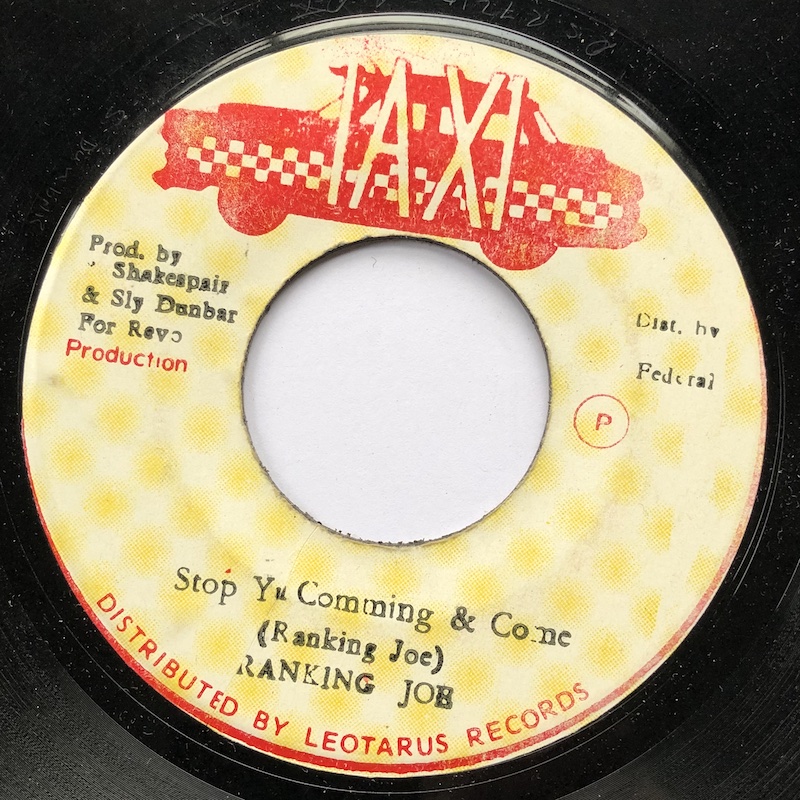 TAXI
Prod. by
Shakespair
& Sly Dunbar
For Revo
Production
Dist. by
Federal
P
Stop Yu Comming & Come
(Ranking Joe)
RANKING JOE
DISTRIBUTED BY LEOTARUS RECORDS